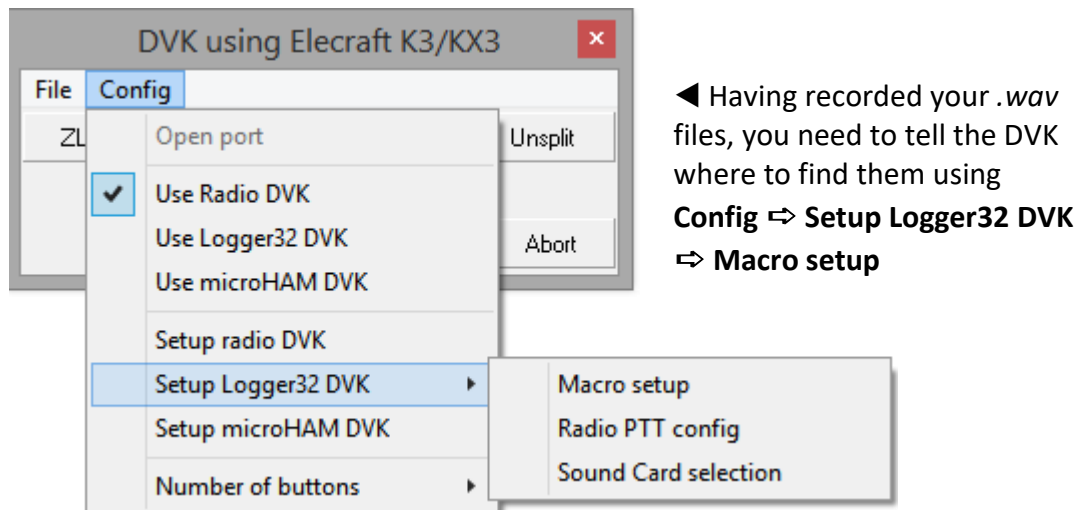 DVK using Elecraft K3/KX3
File Config
ZL
Unsplit
Open port
Use Radio DVK
Use Logger32 DVK
Abort
Use microHAM DVK
Setup radio DVK
Setup Logger32 DVK
Macro setup
Setup microHAM DVK
Radio PTT config
Number of buttons
Sound Card selection
◀ Having recorded your .wav
files, you need to tell the DVK
where to find them using
Config ⇨ Setup Logger32 DVK
⇨ Macro setup